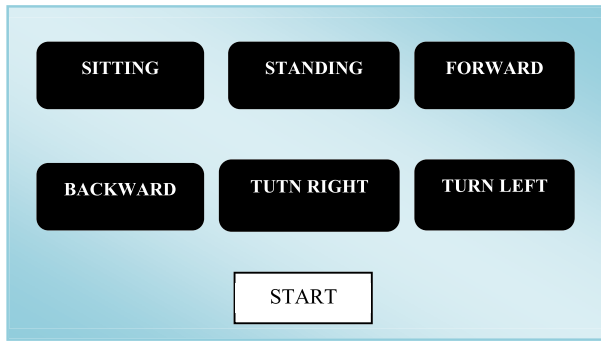 SITTING
STANDING
FORWARD
BACKWARD
TUTN RIGHT
TURN LEFT
START